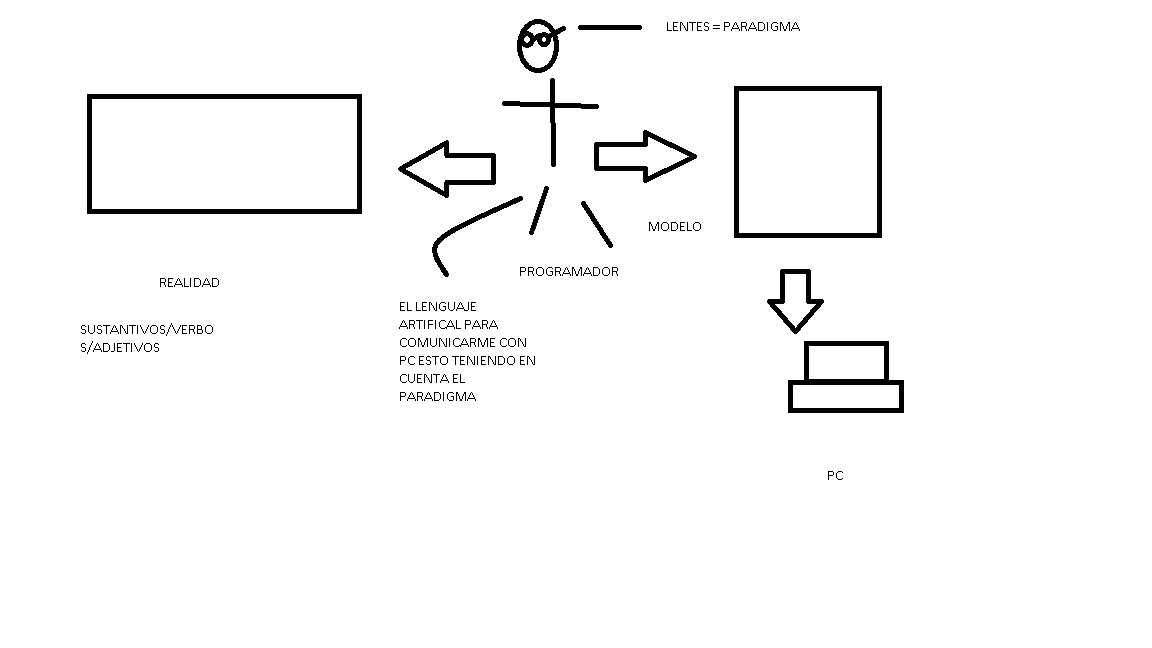 LENTES = PARADIGMA
MODELO
PROGRAMADOR
REALIDAD
EL LENGUAJE
ARTIFICAL PARA
COMUNICARME CON
PC ESTO TENIENDO EN
CUENTA EL
PARADIGMA
SUSTANTIVOS/VERBO
S/ADJETIVOS
PC